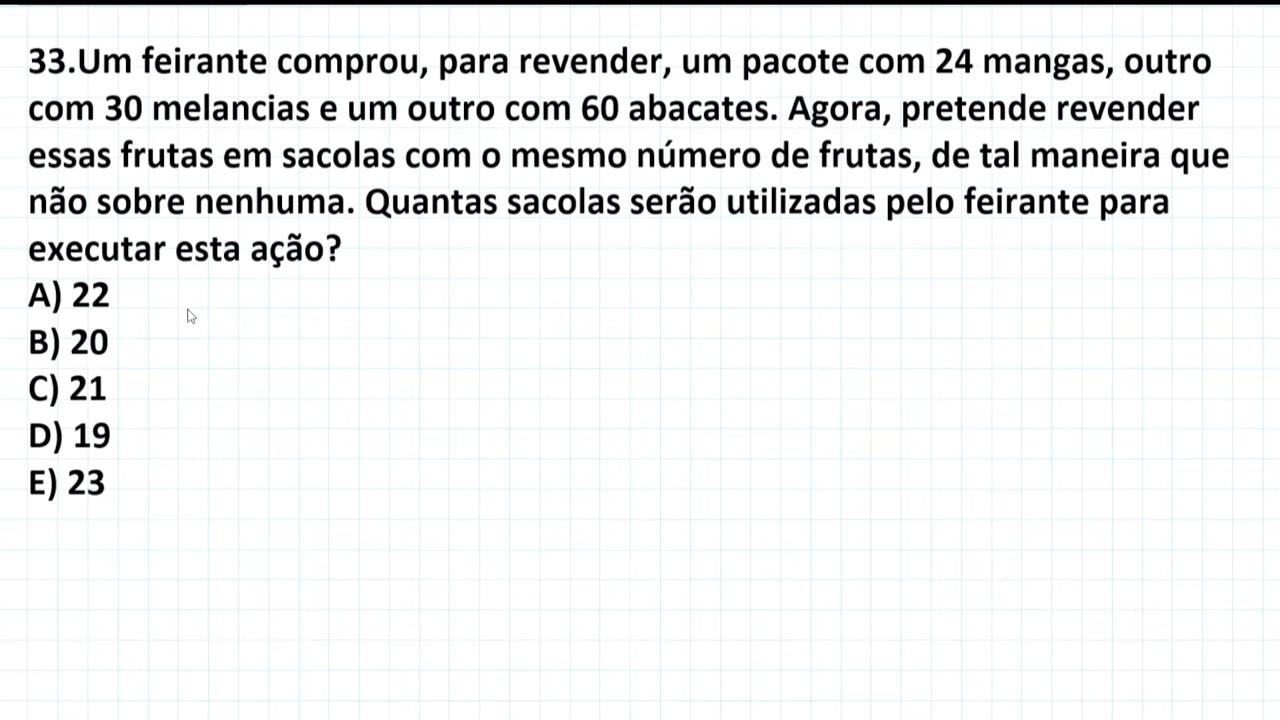 33.Um feirante comprou, para revender, um pacote com 24 mangas, outro
com 30 melancias e um outro com 60 abacates. Agora, pretende revender
essas frutas em sacolas com o mesmo número de frutas, de tal maneira que
não sobre nenhuma. Quantas sacolas serão utilizadas pelo feirante para
executar esta ação?
A) 22
B) 20
C) 21
D) 19
E) 23